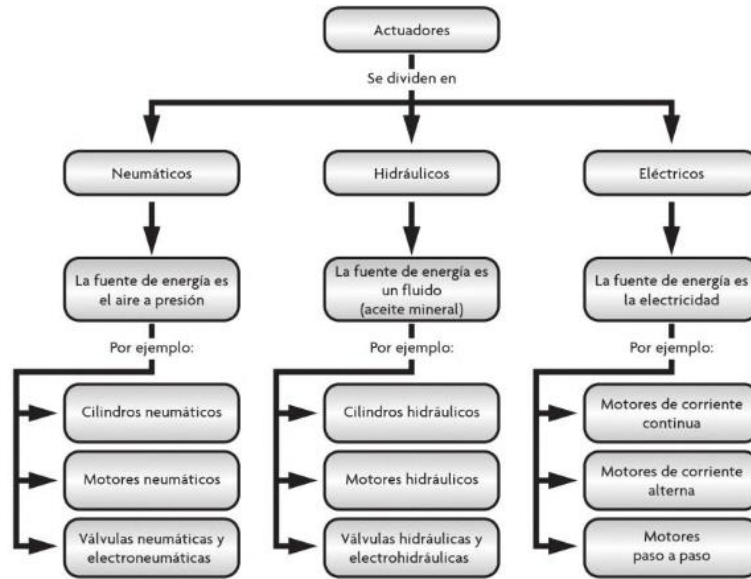 Actuadores
Se dividen en
Neumáticos
Hidráulicos
Eléctricos
La fuente de energía es
el aire a presión
La fuente de energía es
un fluido
(aceite mineral)
La fuente de energía es
la electricidad
Por ejemplo:
Por ejemplo:
Por ejemplo:
Cilindros neumáticos
Cilindros hidráulicos
Motores de corriente
continua
Motores neumáticos
Motores hidráulicos
Motores de corriente
alterna
Válvulas neumáticas y
electroneumáticas
Válvulas hidráulicas y
electrohidráulicas
Motores
paso a paso